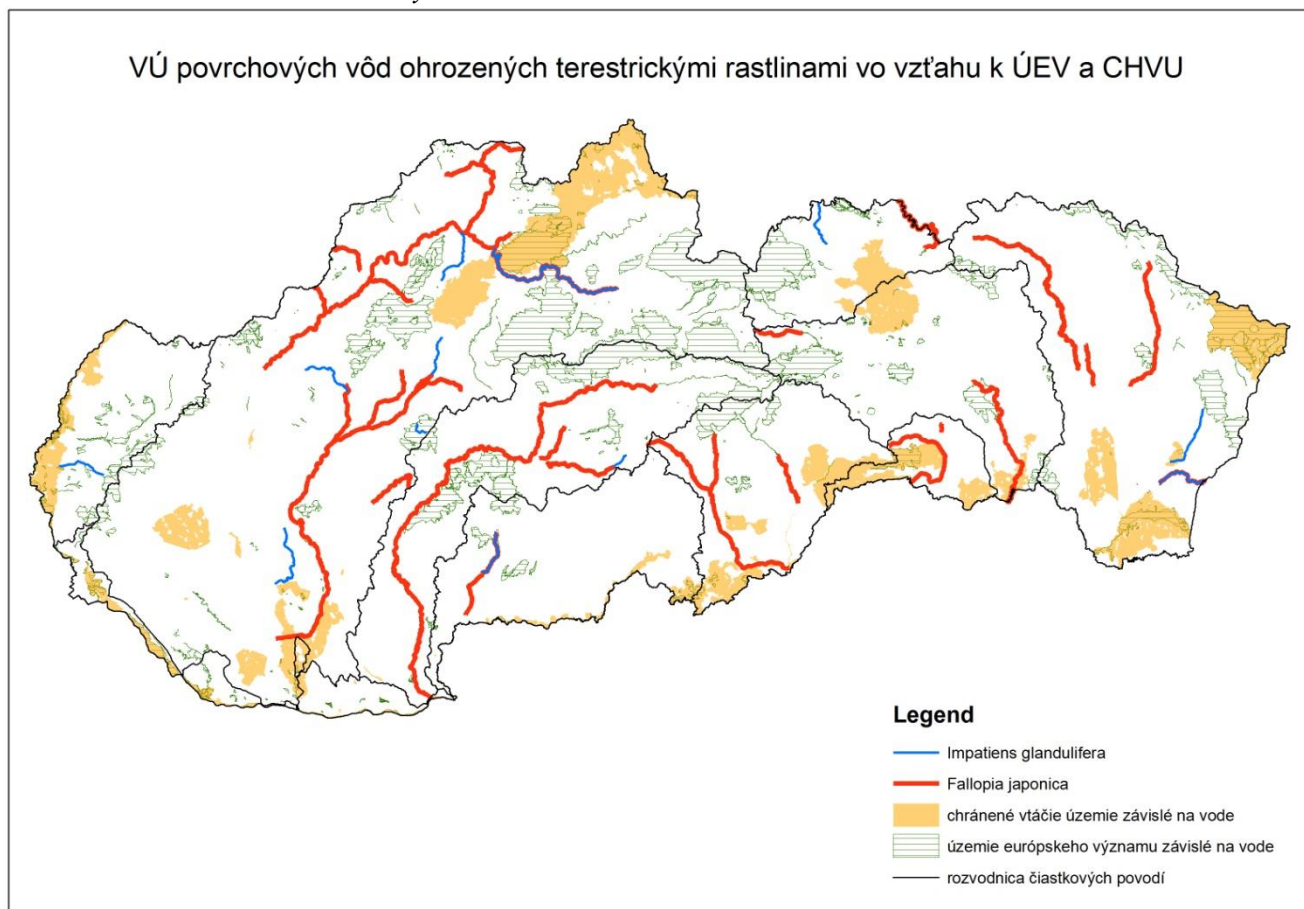 VÚ povrchových vôd ohrozených terestrickými rastlinami vo vzťahu k ÚEV a CHVU
Legend
Impatiens glandulifera
Fallopia japonica
chránené vtáčie územie závislé na vode
územie európskeho významu závislé na vode
rozvodnica čiastkových povodí